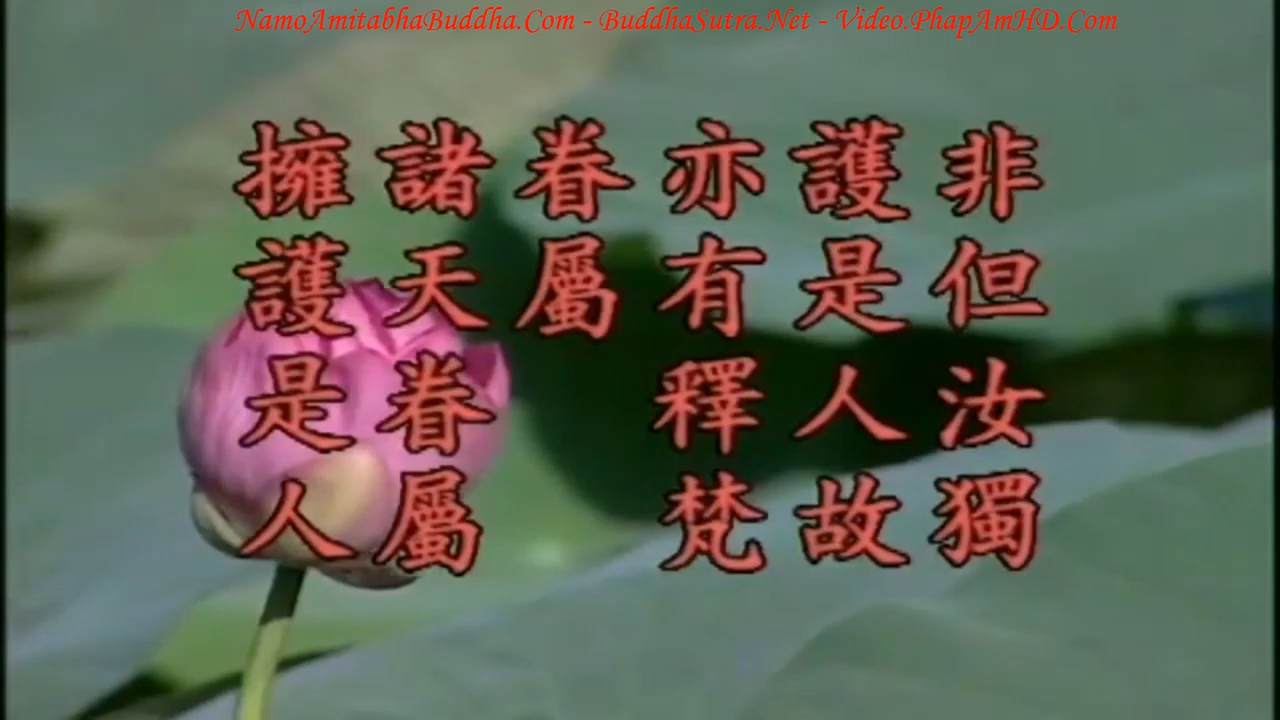 NamoAmitabhaBuddha.Com - BuddhaSutra.Net - Video.PhapAmHD.Com
非但汝獨
護是人故
亦有釋梵
眷屬
諸天眷屬
擁護是人